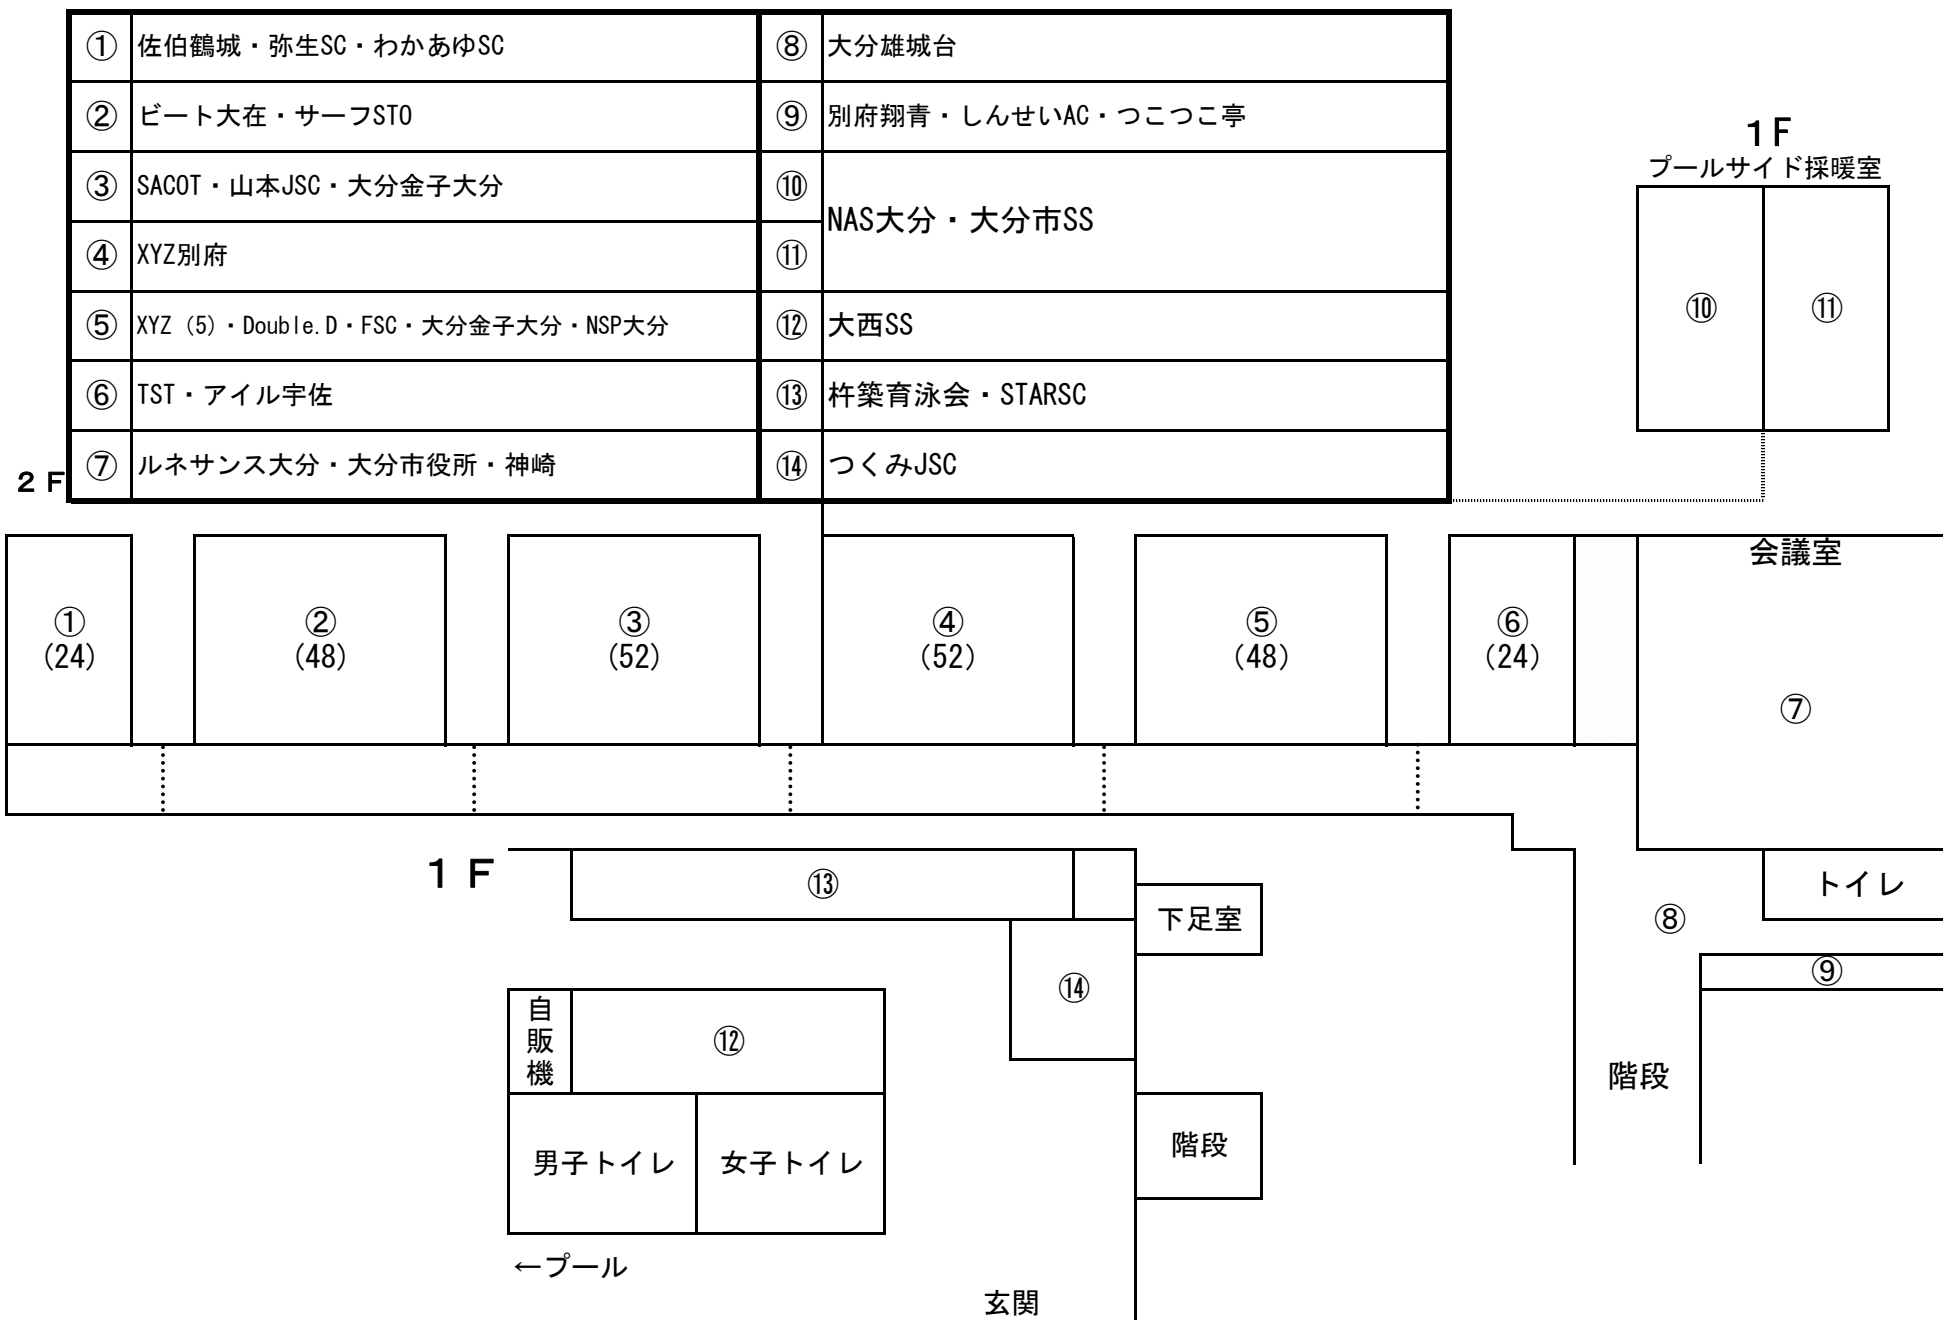 ① 佐伯鶴城・弥生SC・わかあゆSC ⑧ 大分雄城台
② ビート大在・サーフSTO ⑨ 別府翔青・しんせいAC・つこつこ亭
③ SACOT・山本JSC・大分金子大分 ⑩
④ XYZ別府 ⑪
NAS大分・大分市SS
⑤ XYZ（5）・Double.D・FSC・大分金子大分・NSP大分 ⑫ 大西SS
⑥ TST・アイル宇佐 ⑬ 杵築育泳会・STARSC
⑦ ルネサンス大分・大分市役所・神崎 ⑭ つくみJSC
1F
プールサイド採暖室
⑩ ⑪
２Ｆ
会議室
① ② ③ ④ ⑤ ⑥
（24） （48） （52） （52） （48） （24）
⑦
１Ｆ
⑬
下足室
トイレ
⑧
⑨
⑭
自販機
⑫
階段
男子トイレ 女子トイレ
階段
←プール
玄関